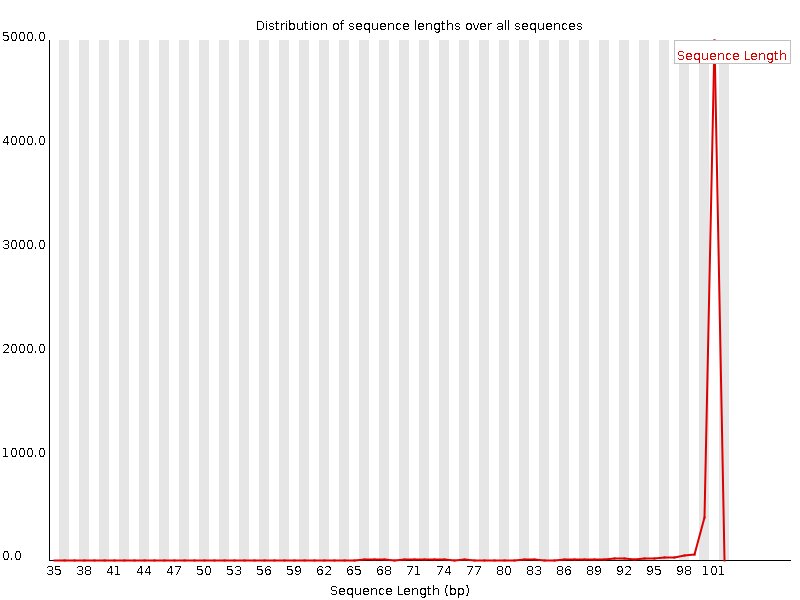 Distribution of sequence lengths over all sequences
5000.0
Sequence Length
4000.0
3000.0
2000.0
1000.0
0.0
35 38 41 44 47 50 53 56 59 62 65 68 71 74 77 80 83 86 89 92 95 98 101
Sequence Length (bp)